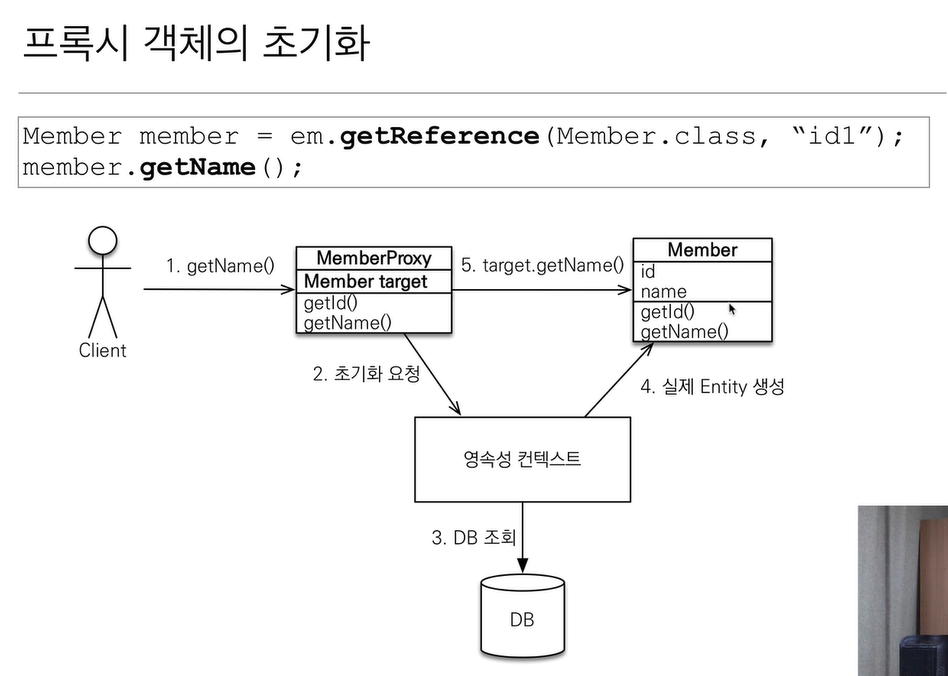 프록시 객체의 초기화
Member member = em.getReference(Member.class, “id1”);
member.getName();
1. getName()
Client
MemberProxy
Member target
getId()
getName()
5. target.getName()
Member
id
name
getId()
getName()
2. 초기화 요청
4. 실제 Entity 생성
영속성 컨텍스트
3. DB 조회
DB